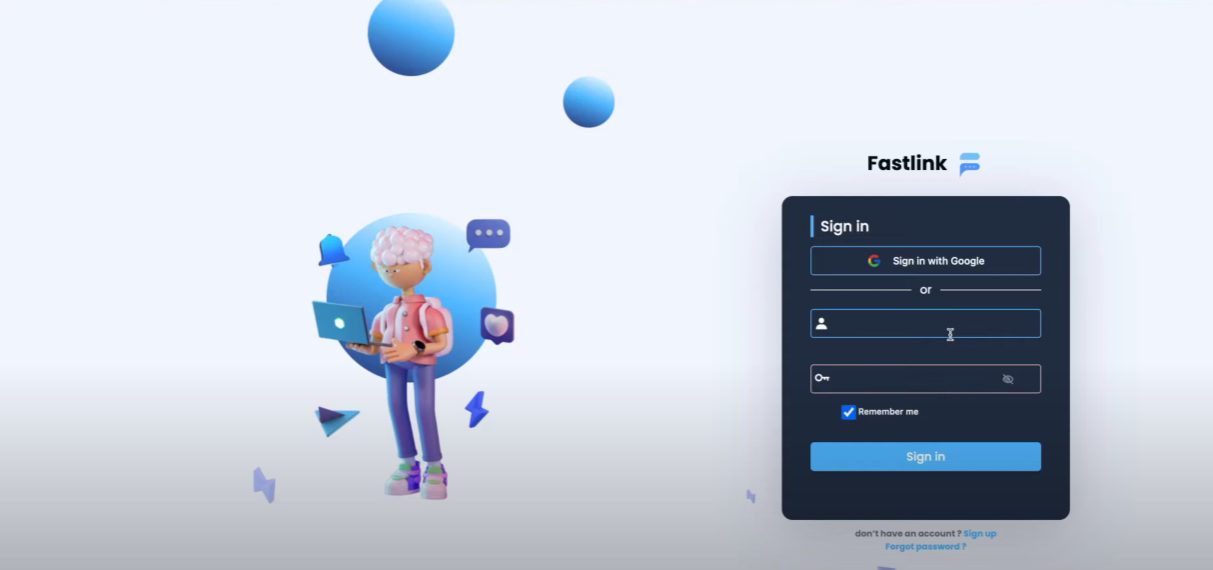 Fastlink
Sign in
Sign in with Google
or
Remember me
Sign in
don't have an account ? Sign up
Forgot password ?